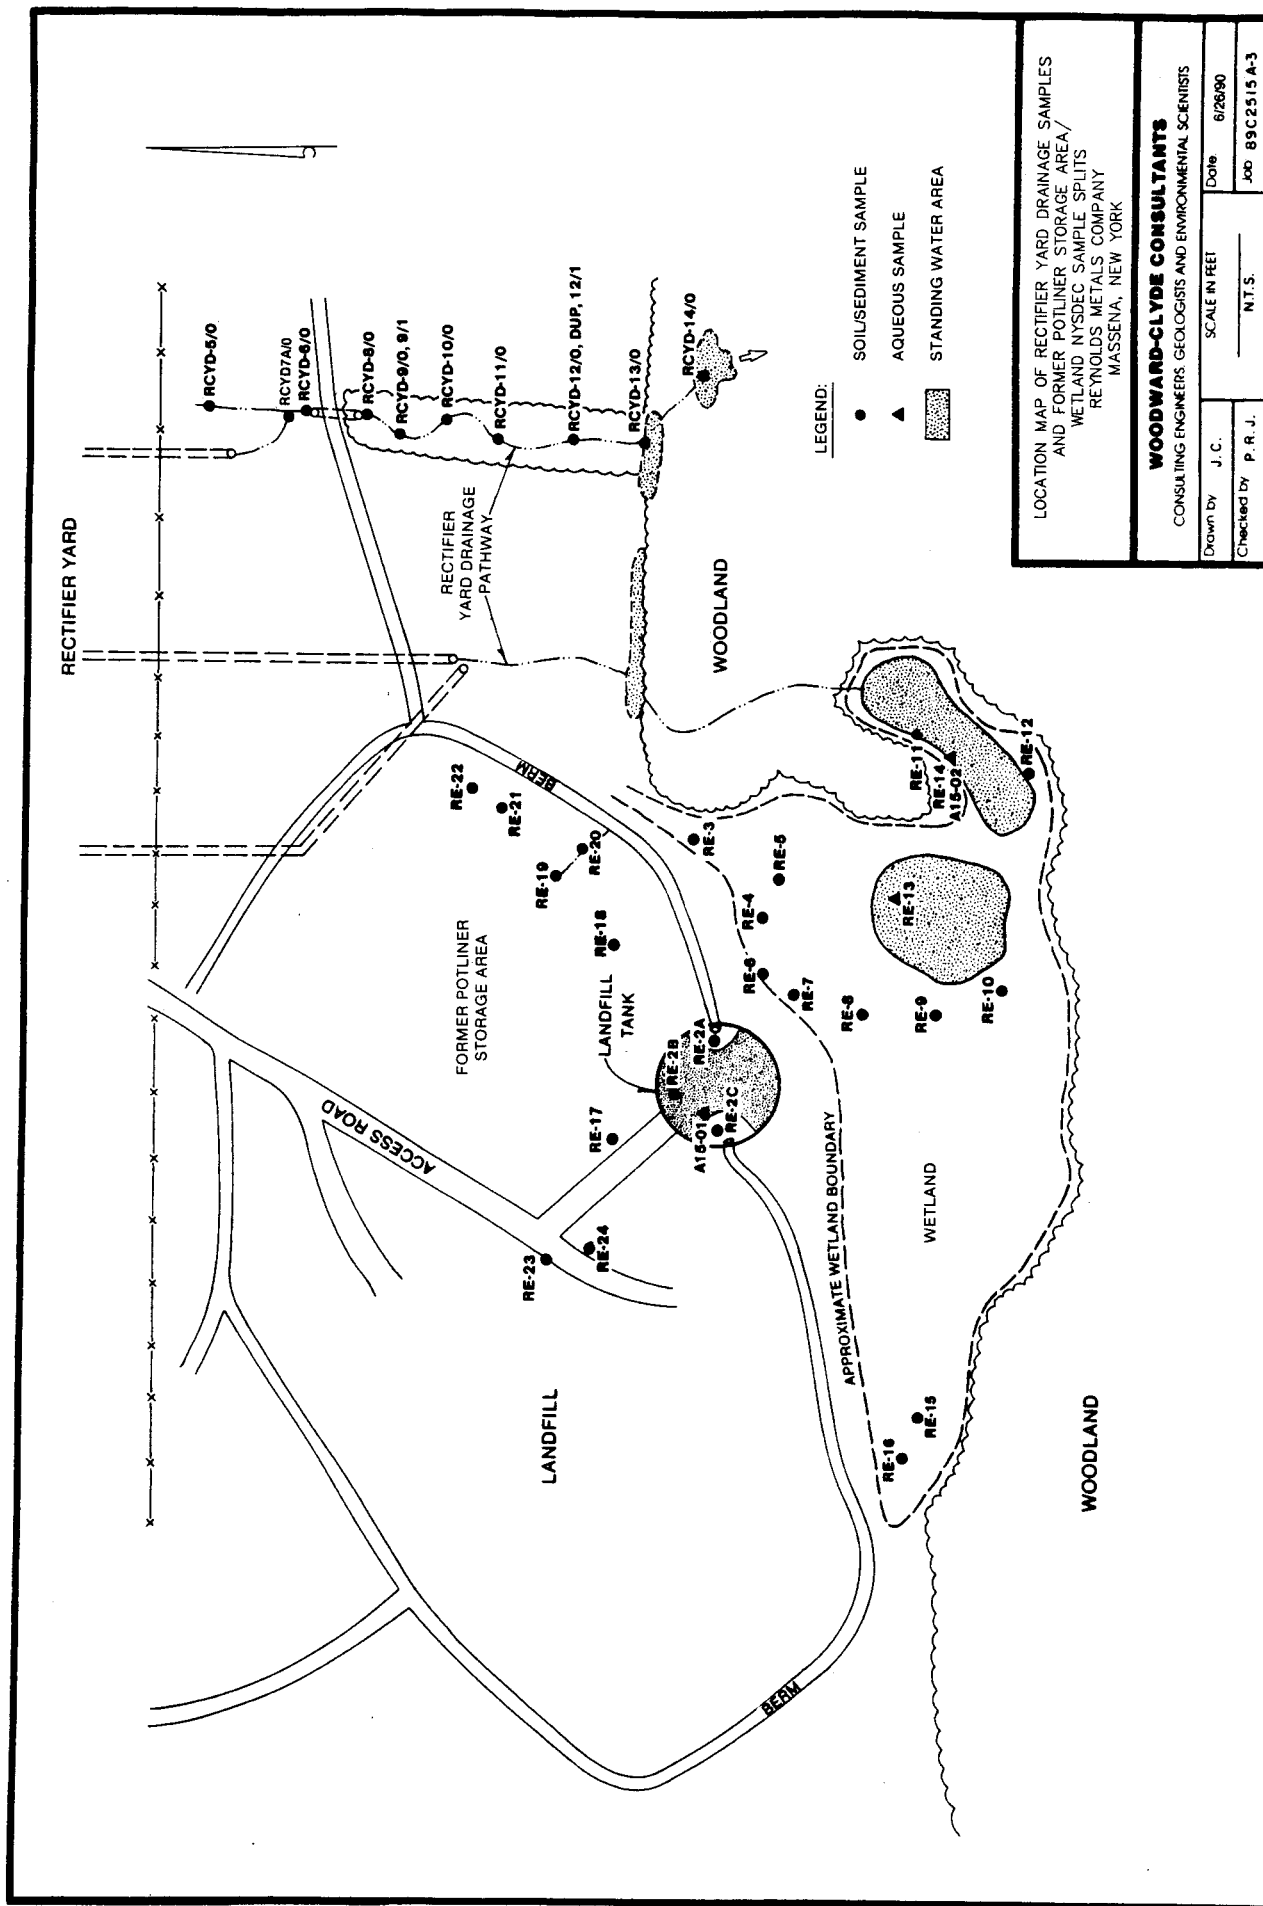 RECTIFIER YARD
RCYD-5/0
RCYD7A/0
RCYD-6/0
RCYD-8/0
RCYD-9/0, 9/1
RCYD-10/0
RCYD-11/0
RCYD-12/0, DUP, 12/1
RCYD-13/0
RCYD-14/0
RECTIFIER
YARD DRAINAGE
PATHWAY
WOODLAND
BERM
RE-22
RE-21
RE-20
RE-19
RE-18
FORMER POTLINER
STORAGE AREA
LANDFILL
TANK
RE-17
ACCESS ROAD
RE-23
RE-24
RE-2A
RE-2B
RE-2C
A15-01
RE-3
RE-5
RE-4
RE-6
RE-7
RE-8
RE-9
RE-10
RE-11
RE-14
A15-02
RE-12
RE-13
APPROXIMATE WETLAND BOUNDARY
WETLAND
RE-15
RE-16
LANDFILL
BERM
WOODLAND
LEGEND:
SOIL/SEDIMENT SAMPLE
AQUEOUS SAMPLE
STANDING WATER AREA
LOCATION MAP OF RECTIFIER YARD DRAINAGE SAMPLES
AND FORMER POTLINER STORAGE AREA/
WETLAND NYSDEC SAMPLE SPLITS
REYNOLDS METALS COMPANY
MASSENA, NEW YORK
WOODWARD-CLYDE CONSULTANTS
CONSULTING ENGINEERS, GEOLOGISTS AND ENVIRONMENTAL SCIENTISTS
Drawn by J. C.
SCALE IN FEET
Date 6/26/90
Checked by P. R. J.
N.T.S.
Job 89C2515 A-3